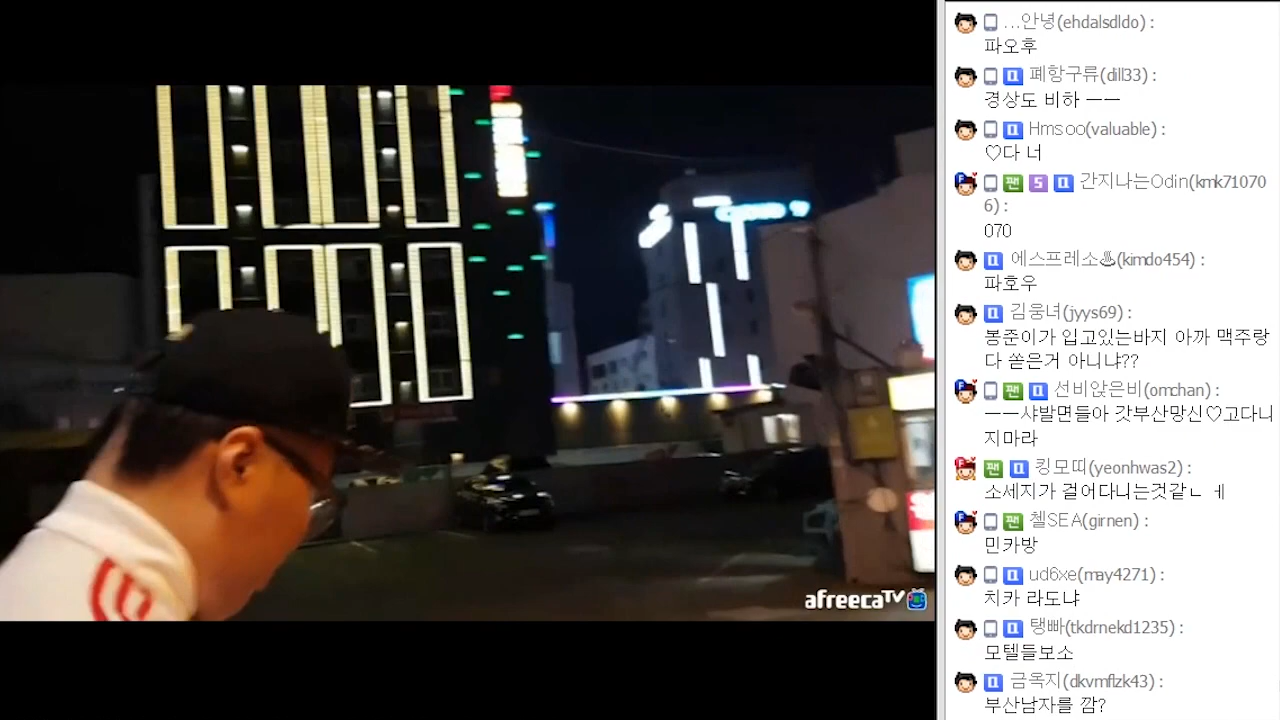 ...안녕(ehdalsdldo) :
파오후
폐항구류(dill33) :
경상도 비하 ㅡㅡ
Hmsoo(valuable) :
♡다 너
팬 S 간지나는Odin(kmk71070
6) :
070
에스프레소♨(kimdo454) :
파호우
김웅녀(jyys69) :
봉준이가 입고있는바지 아까 맥주랑
다 쏟은거 아니냐??
팬 선비앉은비(omchan) :
ㅡㅡ샤발면들아 갓부산망신♡고다니
지마라
팬 킹모띠(yeonhwas2) :
소세지가 걸어다니는것같ㄴ ㅔ
팬 첼SEA(girnen) :
민카방
ud6xe(may4271) :
치카 라도냐
탱빠(tkdrnekd1235) :
모텔들보소
금옥지(dkvmflzk43) :
부산남자를 깜?
afreecaTV